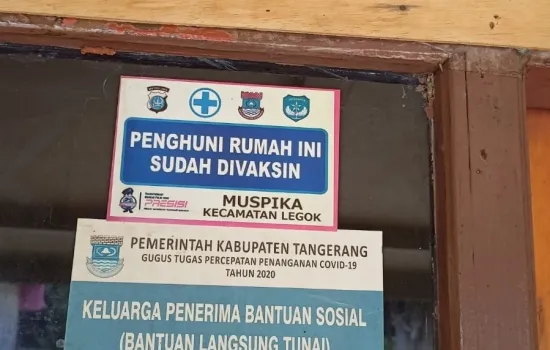 PENGHUNI RUMAH INI
SUDAH DIVAKSIN
PRESISI
MUSPIKA
KECAMATAN LEGOK
PEMERINTAH KABUPATEN TANGERANG
GUGUS TUGAS PERCEPATAN PENANGANAN COVID-19
TAHUN 2020
KELUARGA PENERIMA BANTUAN SOSIAL
(BANTUAN LANGSUNG TUNAI)